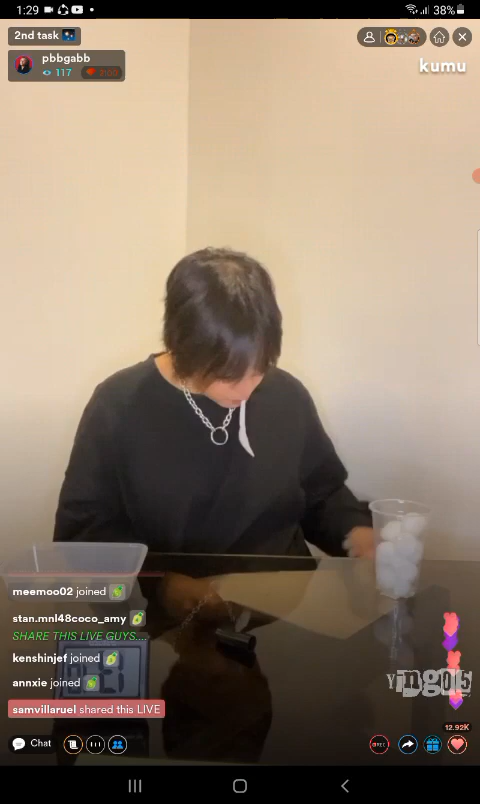 1:29
38%
2nd task
pbbgabb
117
kumu
meemoo02 joined
stan.mnl48coco_amy
SHARE THIS LIVE GUYS....
kenshinjef joined
annxie joined
samvillaruel shared this LIVE
12.92K
Chat
REC